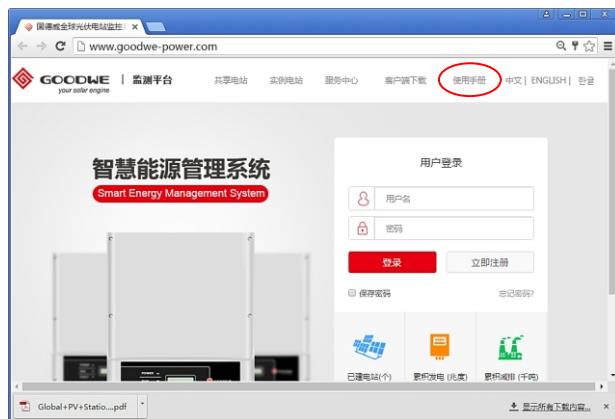 固德威全球光伏电站监控
www.goodwe-power.com
GOODWE | 监测平台 共享电站 实例电站 服务中心 客户端下载 使用手册 中文 | ENGLISH | 한글
your solar engine
智慧能源管理系统
Smart Energy Management System
用户登录
用户名
密码
登录 立即注册
保存密码 忘记密码?
已建电站(个) 累积发电 (兆度) 累积减排 (千吨)
Global+PV+Statio....pdf 显示所有下载内容...